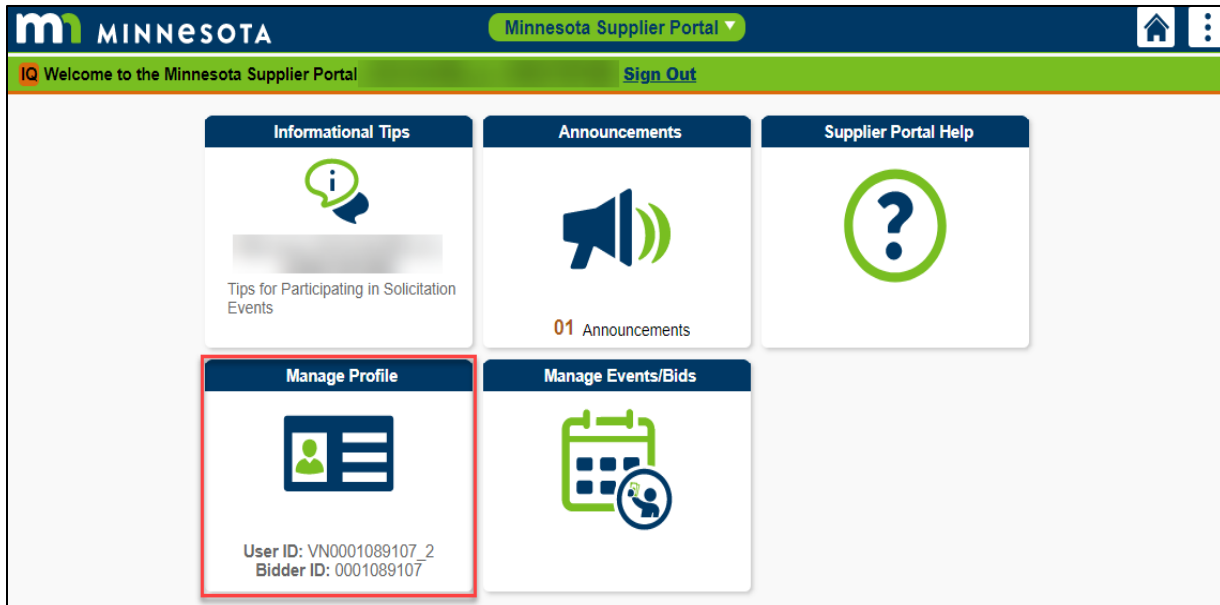 mn MINNESOTA
Minnesota Supplier Portal
IQ Welcome to the Minnesota Supplier Portal
Sign Out
Informational Tips
Tips for Participating in Solicitation
Events
Announcements
01 Announcements
Supplier Portal Help
?
Manage Profile
User ID: VN0001089107_2
Bidder ID: 0001089107
Manage Events/Bids